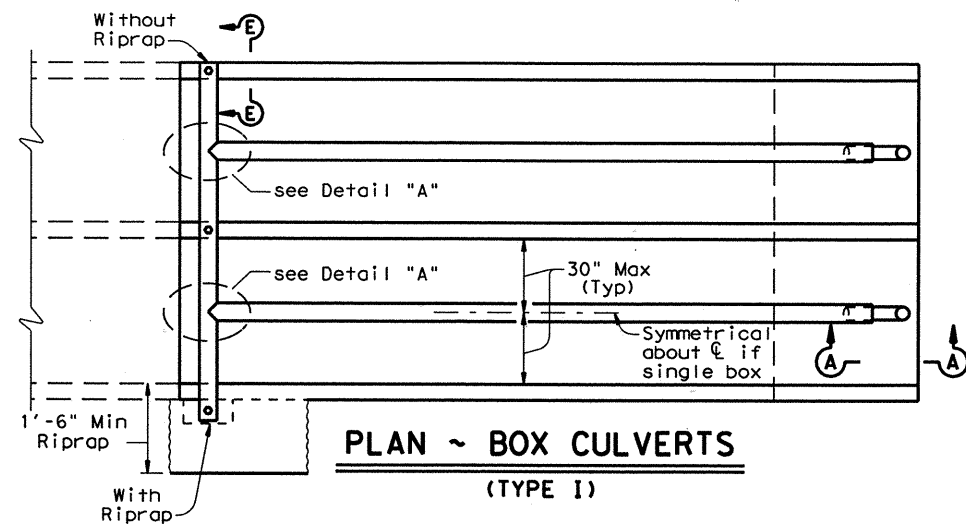 Without
Riprap
E
E
see Detail "A"
see Detail "A"
30" Max
(Typ)
Symmetrical
about ℄ if
single box
A
A
1'-6" Min
Riprap
With
Riprap
PLAN ~ BOX CULVERTS
(TYPE I)